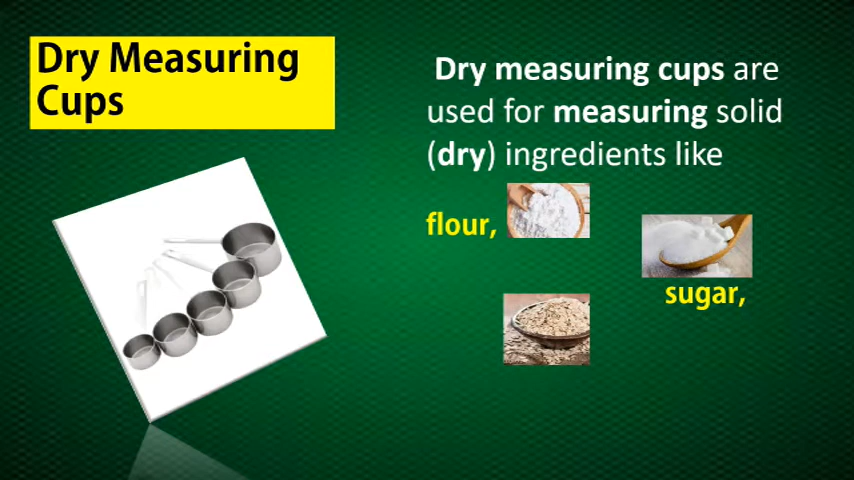 Dry Measuring
Cups
Dry measuring cups are
used for measuring solid
(dry) ingredients like
flour,
sugar,